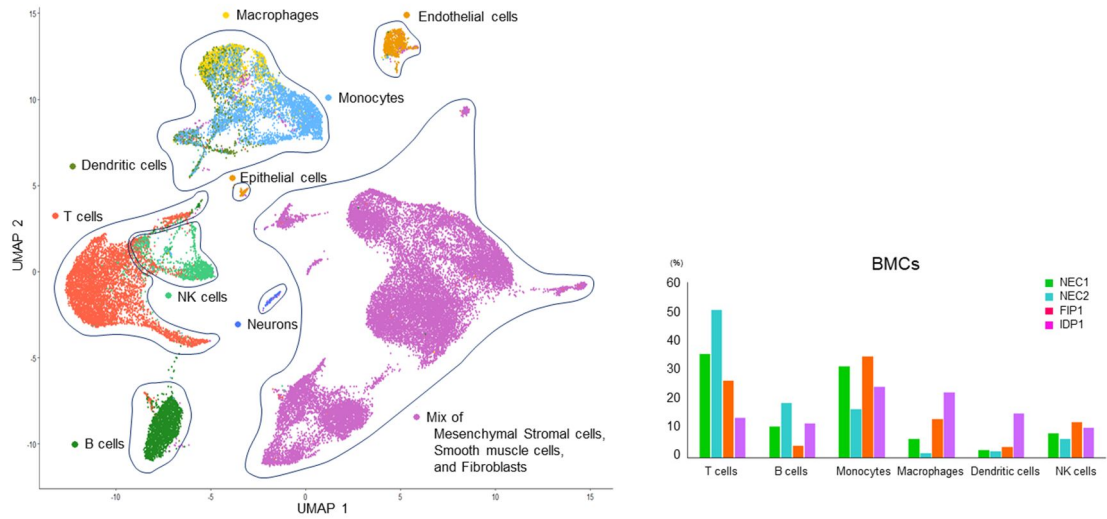 Macrophages
Endothelial cells
Monocytes
Dendritic cells
Epithelial cells
T cells
NK cells
Neurons
B cells
Mix of
Mesenchymal Stromal cells,
Smooth muscle cells,
and Fibroblasts
UMAP 2
15
10
5
0
-5
-10
-10
-5
0
5
10
15
UMAP 1
BMCs
(%)
60
50
40
30
20
10
0
NEC1
NEC2
FIP1
IDP1
T cells
B cells
Monocytes
Macrophages
Dendritic cells
NK cells